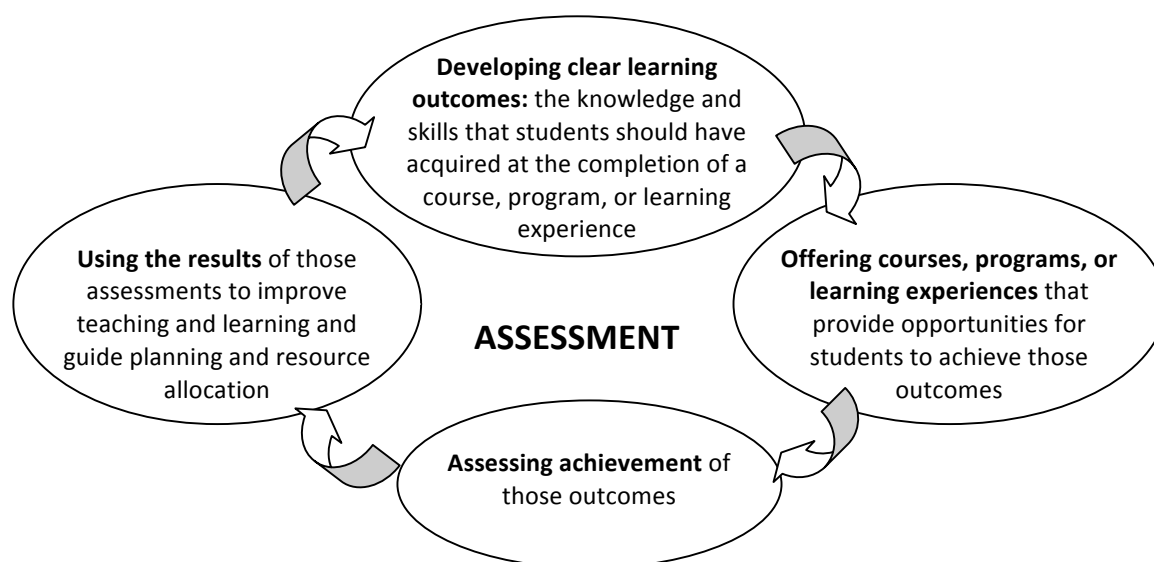 Developing clear learning
outcomes: the knowledge and
skills that students should have
acquired at the completion of a
course, program, or learning
experience
Offering courses, programs, or
learning experiences that
provide opportunities for
students to achieve those
outcomes
Assessing achievement of
those outcomes
Using the results of those
assessments to improve
teaching and learning and
guide planning and resource
allocation
ASSESSMENT